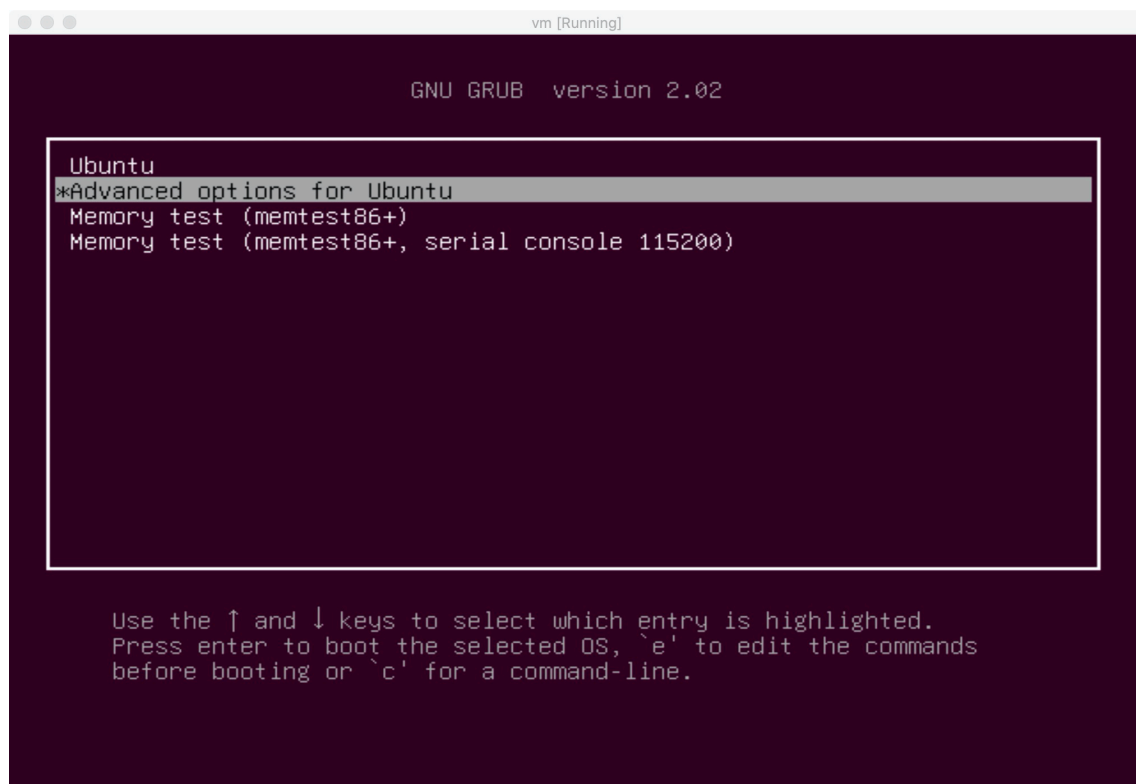 vm [Running]
GNU GRUB  version 2.02
Ubuntu
*Advanced options for Ubuntu
Memory test (memtest86+)
Memory test (memtest86+, serial console 115200)
Use the ↑ and ↓ keys to select which entry is highlighted.
Press enter to boot the selected OS, `e' to edit the commands
before booting or `c' for a command-line.